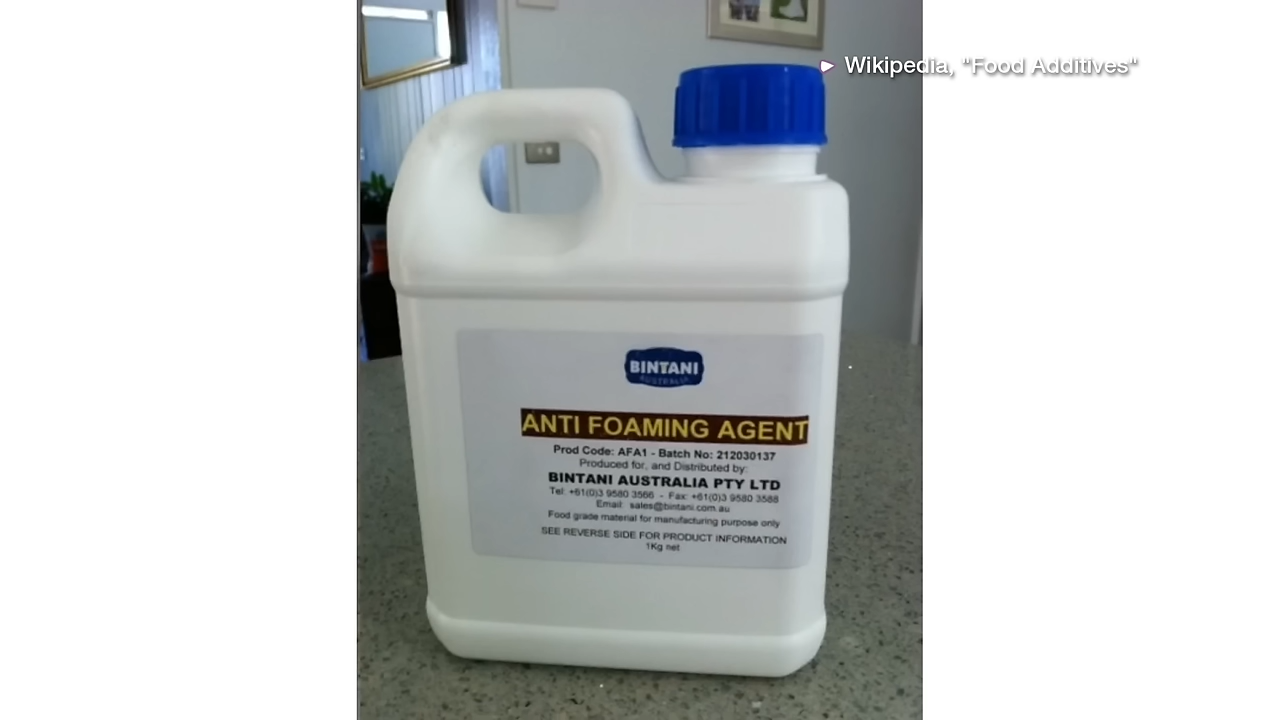 Wikipedia, "Food Additives"
BINTANI
AUSTRALIA
ANTI FOAMING AGENT
Prod Code: AFA1 - Batch No: 212030137
Produced for, and Distributed by:
BINTANI AUSTRALIA PTY LTD
Tel: +61(0)3 9580 3566 - Fax: +61(0)3 9580 3588
Email: sales@bintani.com.au
Food grade material for manufacturing purpose only
SEE REVERSE SIDE FOR PRODUCT INFORMATION
1Kg net